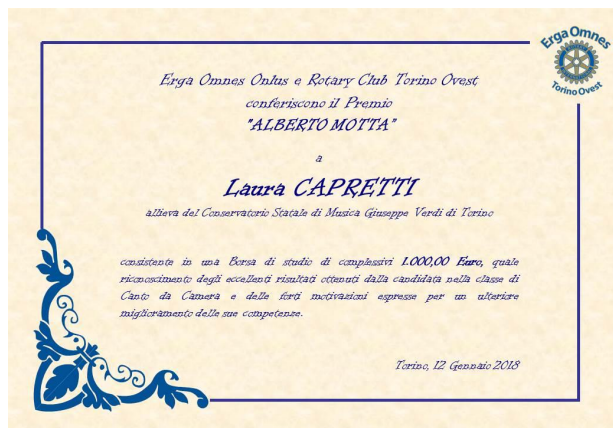 Erga Omnes
Torino Ovest
Erga Omnes Onlus e Rotary Club Torino Ovest
conferiscono il Premio
"ALBERTO MOTTA"
a
Laura CAPRETTI
allieva del Conservatorio Statale di Musica Giuseppe Verdi di Torino
consistente in una Borsa di studio di complessivi 1.000,00 Euro, quale
riconoscimento degli eccellenti risultati ottenuti dalla candidata nella classe di
Canto da Camera e delle forti motivazioni espresse per un ulteriore
miglioramento delle sue competenze.
Torino, 12 Gennaio 2018